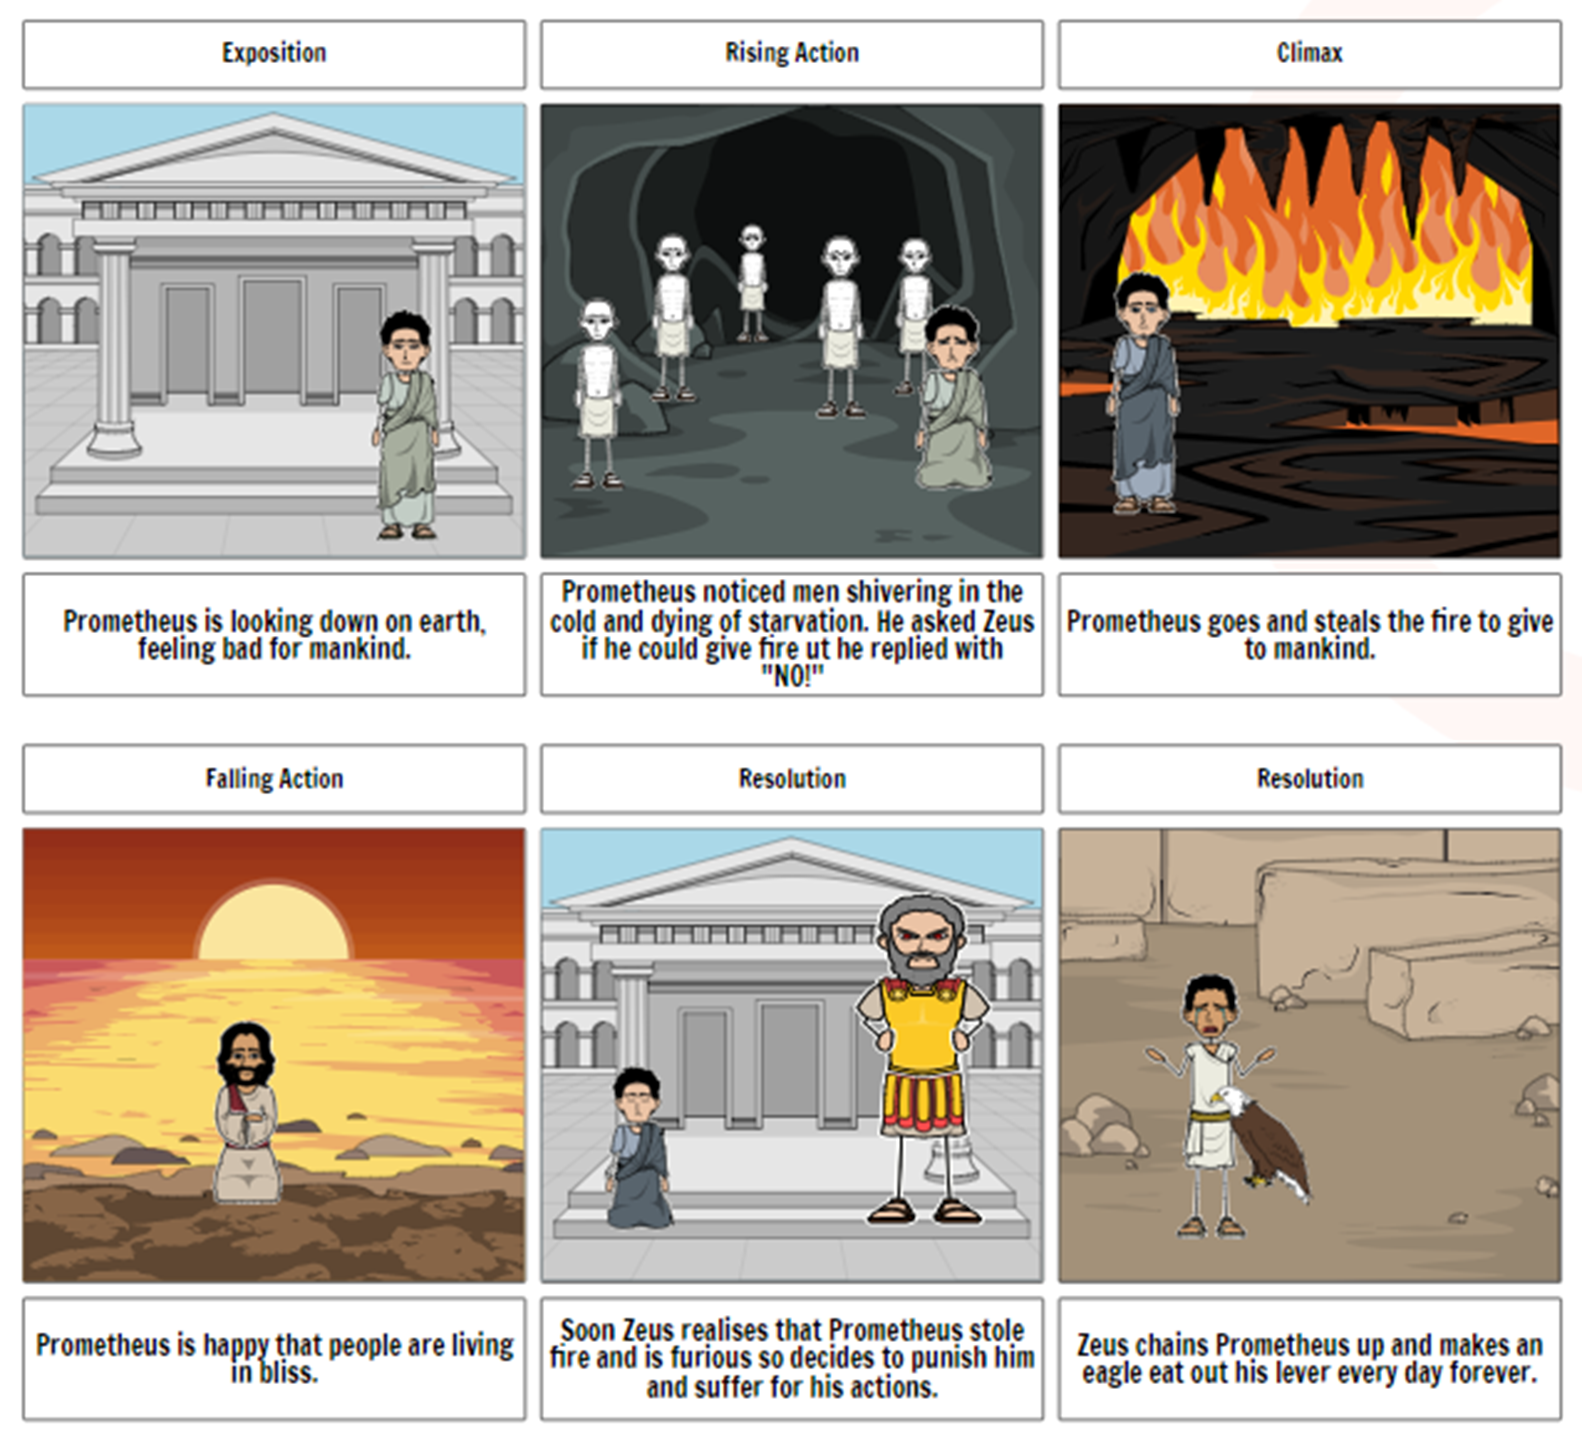 Exposition
Rising Action
Climax
Prometheus is looking down on earth,
feeling bad for mankind.
Prometheus noticed men shivering in the
cold and dying of starvation. He asked Zeus
if he could give fire ut he replied with
"NO!"
Prometheus goes and steals the fire to give
to mankind.
Falling Action
Resolution
Resolution
Prometheus is happy that people are living
in bliss.
Soon Zeus realises that Prometheus stole
fire and is furious so decides to punish him
and suffer for his actions.
Zeus chains Prometheus up and makes an
eagle eat out his lever every day forever.